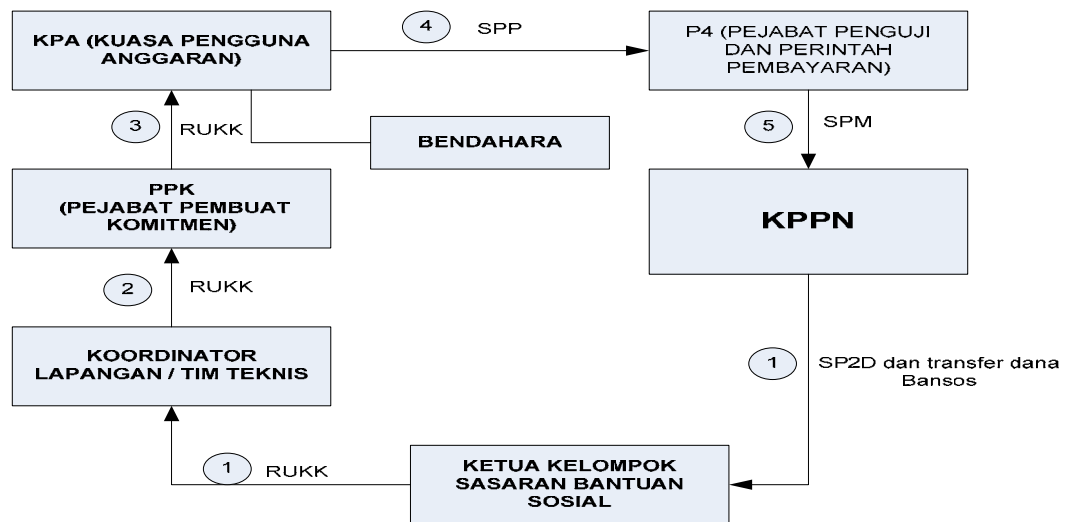 KPA (KUASA PENGGUNA
ANGGARAN)
4
SPP
P4 (PEJABAT PENGUJI
DAN PERINTAH
PEMBAYARAN)
3
RUKK
BENDAHARA
5
SPM
PPK
(PEJABAT PEMBUAT
KOMITMEN)
KPPN
2
RUKK
KOORDINATOR
LAPANGAN / TIM TEKNIS
1
SP2D dan transfer dana
Bansos
1
RUKK
KETUA KELOMPOK
SASARAN BANTUAN
SOSIAL